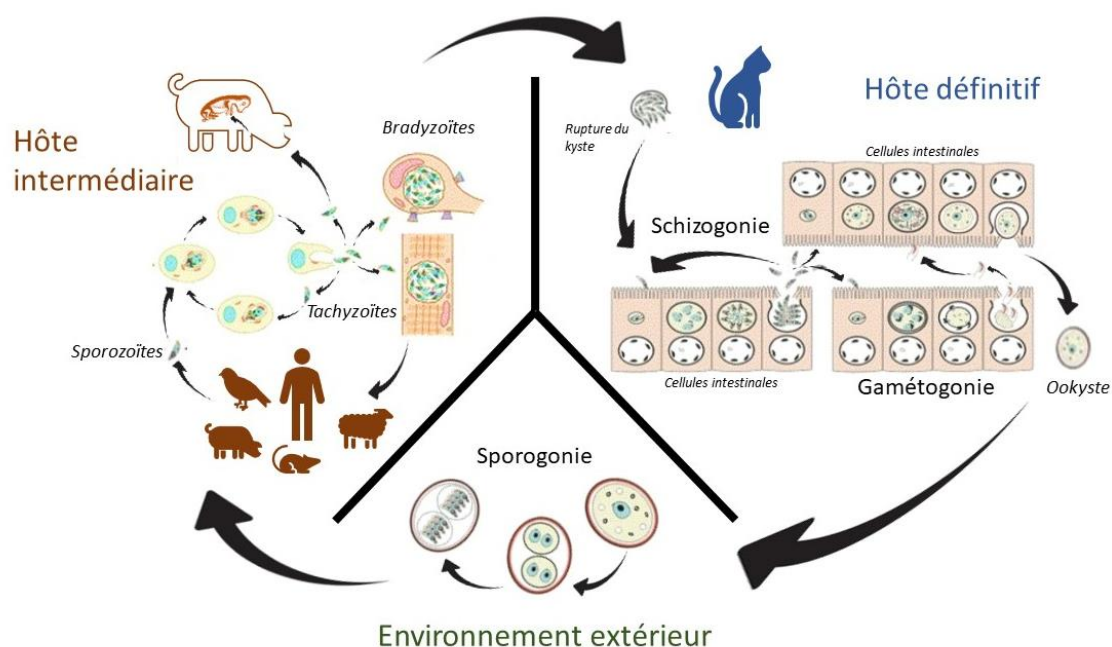 Hôte
intermédiaire
Bradyzoïtes
Tachyzoïtes
Sporozoïtes
Hôte définitif
Rupture du
kyste
Cellules intestinales
Schizogonie
Cellules intestinales
Gamétogonie
Ookyste
Sporogonie
Environnement extérieur